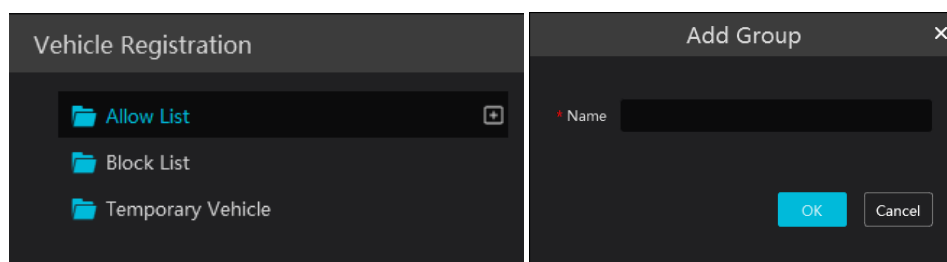 Vehicle Registration
Allow List
Block List
Temporary Vehicle
Add Group
* Name
OK
Cancel